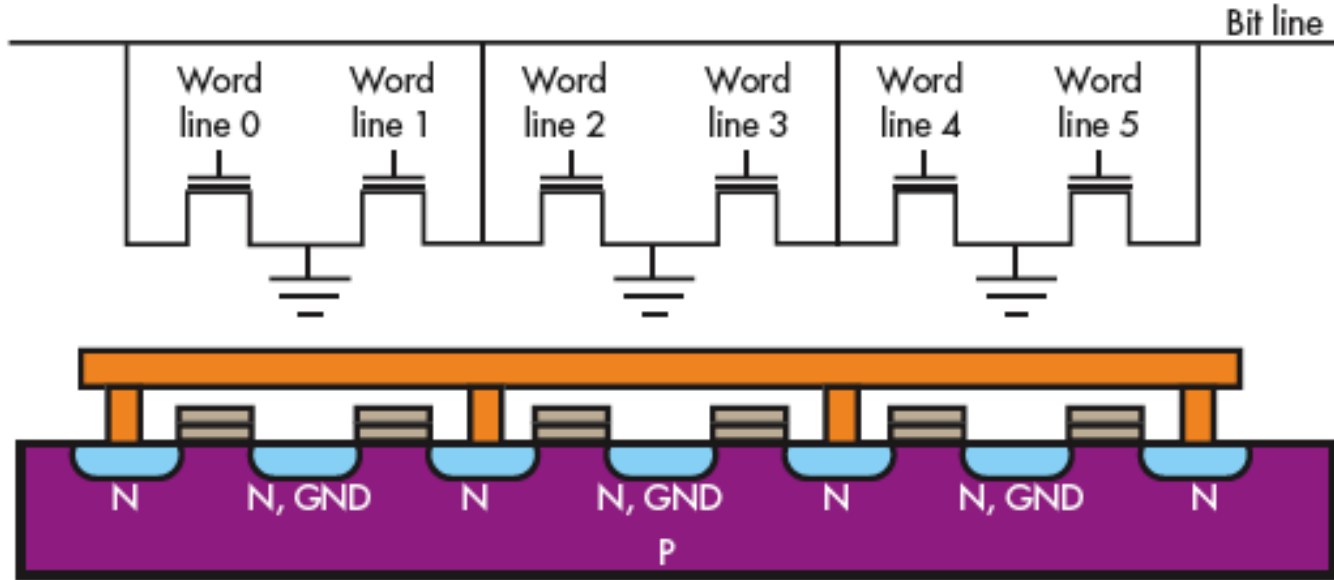 Bit line
Word
line 0
Word
line 1
Word
line 2
Word
line 3
Word
line 4
Word
line 5
N
N, GND
N
N, GND
N
N, GND
N
P